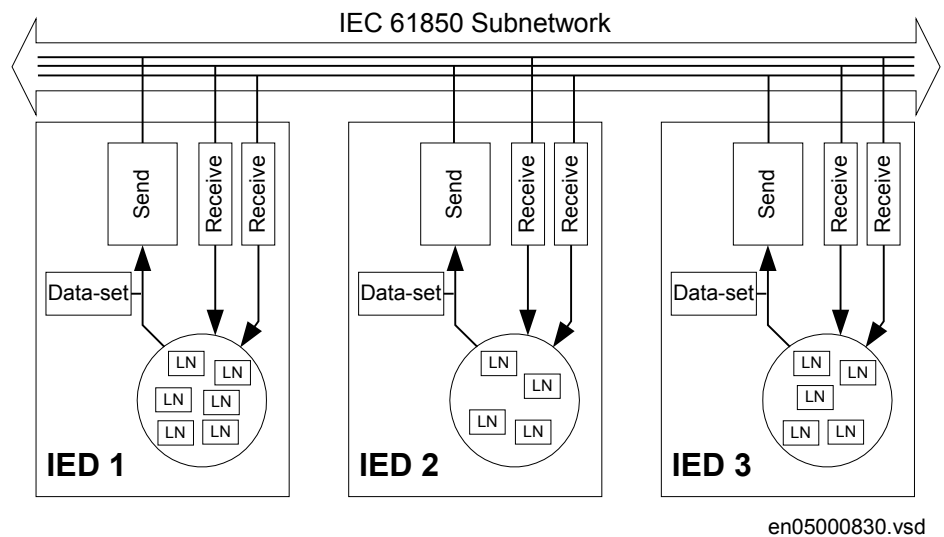 IEC 61850 Subnetwork
Send
Receive
Receive
Data-set
LN
LN
LN
LN
LN
LN
IED 1
Send
Receive
Receive
Data-set
LN
LN
LN
LN
IED 2
Send
Receive
Receive
Data-set
LN
LN
LN
LN
LN
IED 3
en05000830.vsd